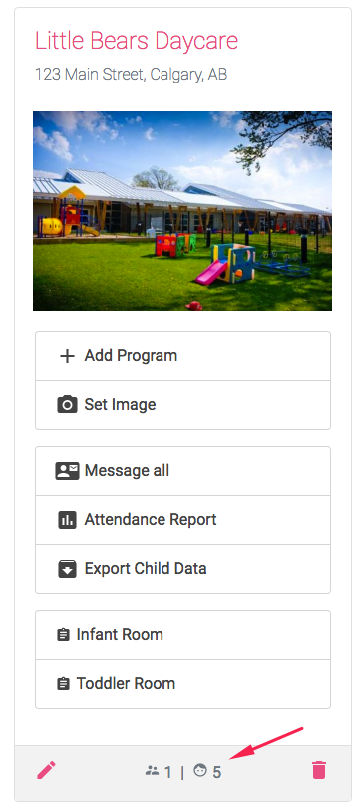 Little Bears Daycare
123 Main Street, Calgary, AB
Add Program
Set Image
Message all
Attendance Report
Export Child Data
Infant Room
Toddler Room
1 | 5